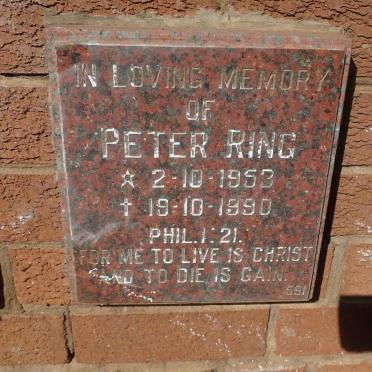 IN LOVING MEMORY
OF
PETER RING
☆ 2-10-1953
† 19-10-1990
PHIL.1:21.
FOR ME TO LIVE IS CHRIST
AND TO DIE IS GAIN.
591